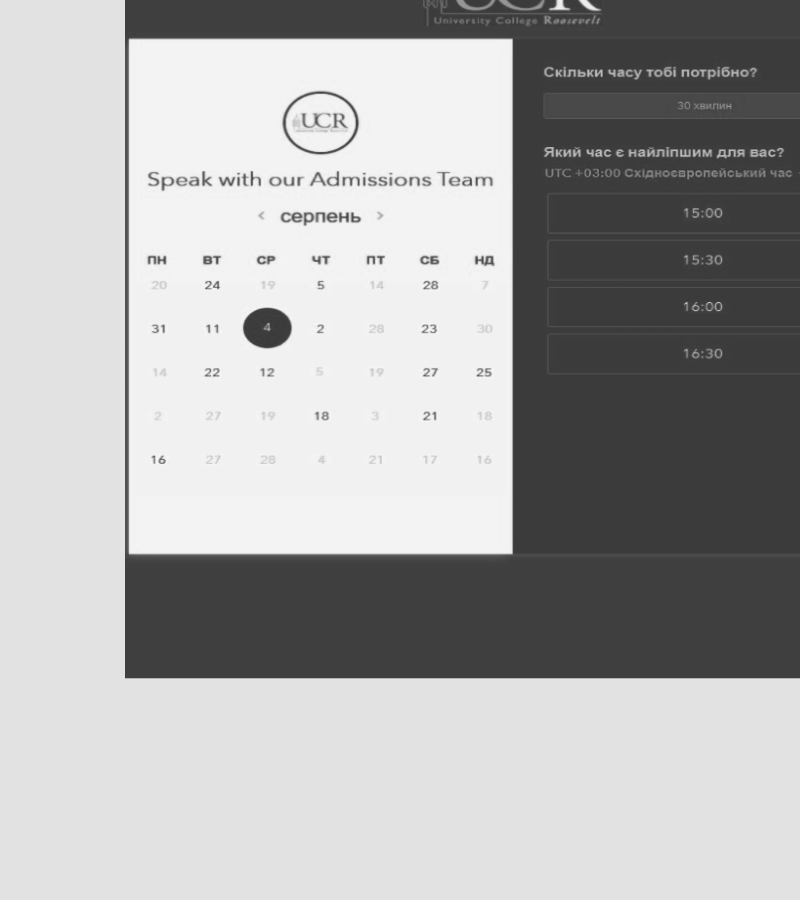 UCR
University College Roosevelt
UCR
Speak with our Admissions Team
< серпень >
ПН ВТ СР ЧТ ПТ СБ НД
20 24 19 5 14 28 7
31 11 4 2 28 23 30
14 22 12 5 19 27 25
2 27 19 18 3 21 18
16 27 28 4 21 17 16
Скільки часу тобі потрібно?
30 хвилин
Який час є найліпшим для вас?
UTC +03:00 Східноєвропейський час
15:00
15:30
16:00
16:30